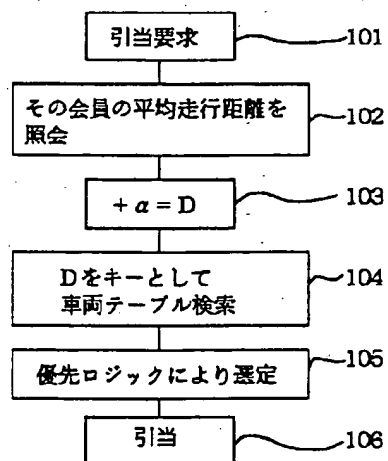 引当要求
101
その会員の平均走行距離を
照会
102
+α=D
103
Dをキーとして
車両テーブル検索
104
優先ロジックにより選定
105
引当
106